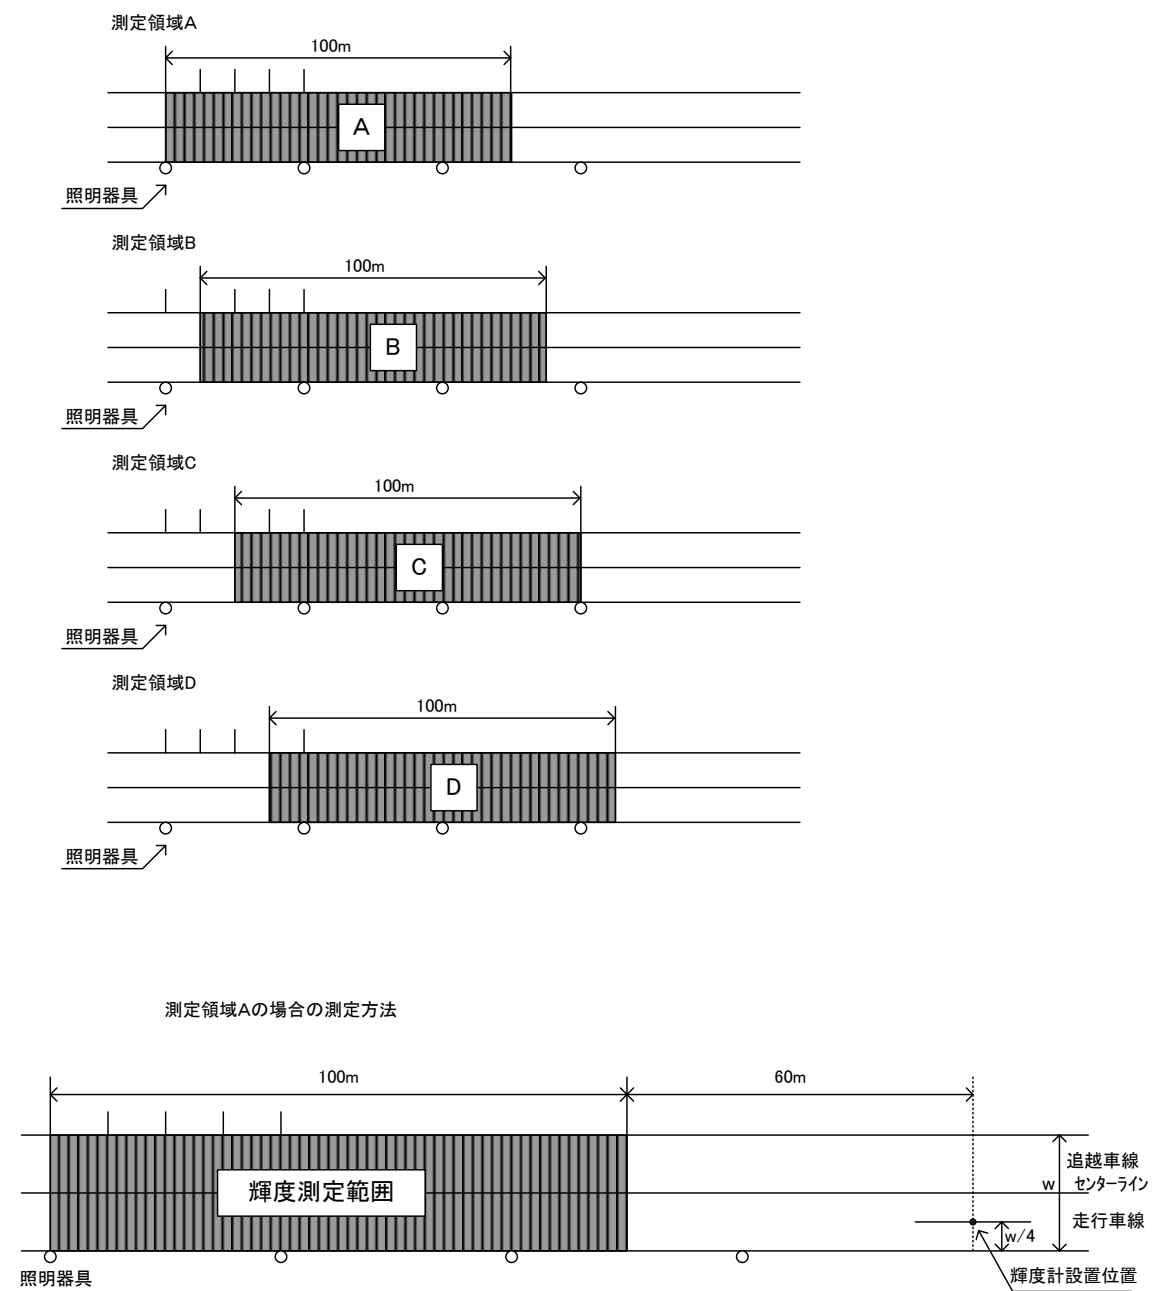 測定領域A
100m
A
照明器具
測定領域B
100m
B
照明器具
測定領域C
100m
C
照明器具
測定領域D
100m
D
照明器具
測定領域Aの場合の測定方法
100m
60m
追越車線
輝度測定範囲
w
センターライン
走行車線
w/4
照明器具
輝度計設置位置